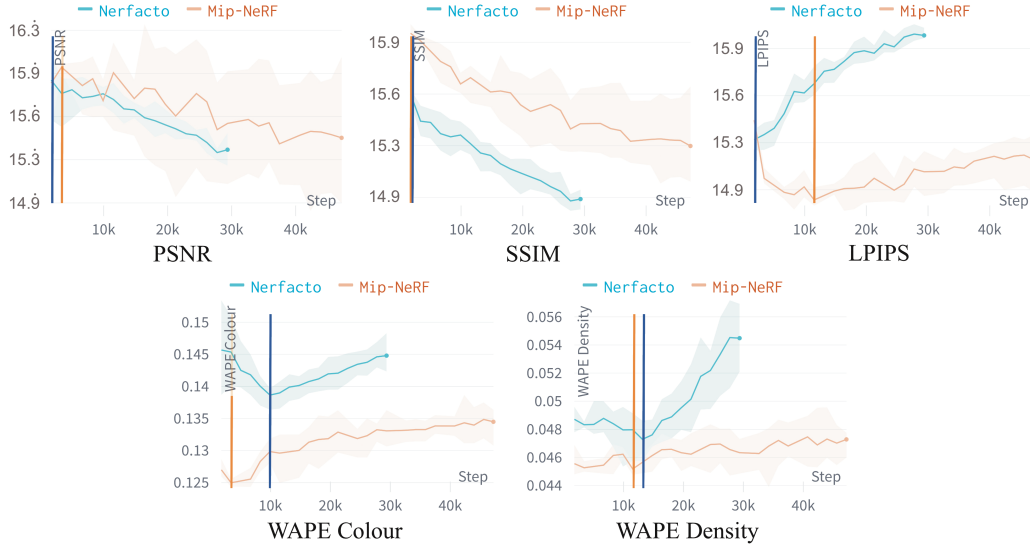 Nerfacto Mip-NeRF
PSNR
16.3
15.9
15.6
15.3
14.9
10k 20k 30k 40k
Step
PSNR
Nerfacto Mip-NeRF
SSIM
15.9
15.6
15.3
14.9
10k 20k 30k 40k
Step
SSIM
Nerfacto Mip-NeRF
LPIPS
15.9
15.6
15.3
14.9
10k 20k 30k 40k
Step
LPIPS
Nerfacto Mip-NeRF
WAPE Colour
0.15
0.145
0.14
0.135
0.13
0.125
10k 20k 30k 40k
Step
WAPE Colour
Nerfacto Mip-NeRF
WAPE Density
0.056
0.054
0.052
0.05
0.048
0.046
0.044
10k 20k 30k 40k
Step
WAPE Density